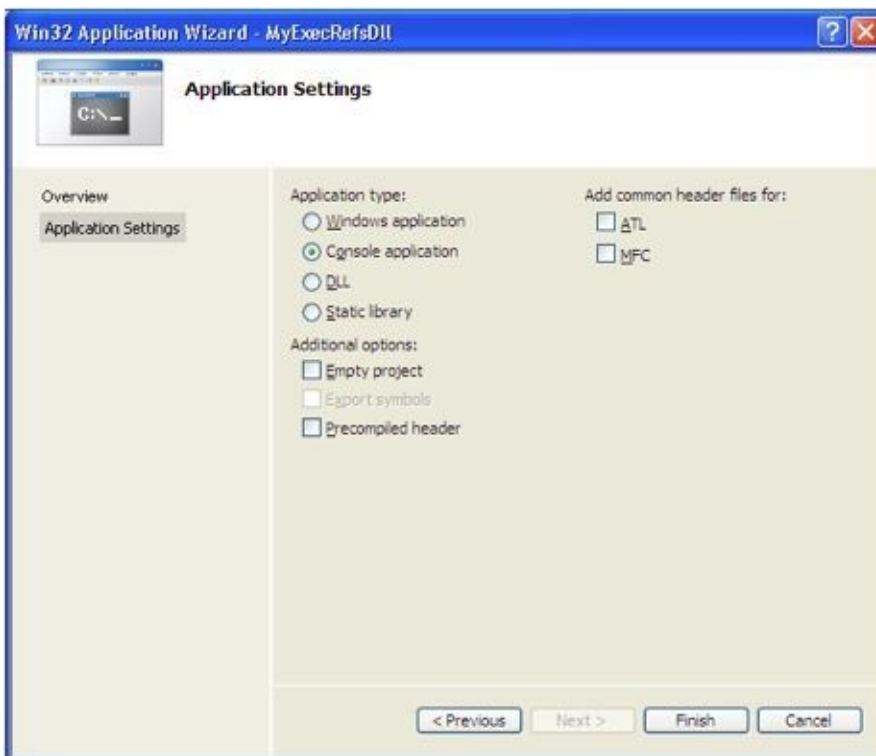 Win32 Application Wizard - MyExecRefsDll
C:\_
Application Settings
Overview
Application Settings
Application type:
Windows application
Console application
DLL
Static library
Additional options:
Empty project
Export symbols
Precompiled header
Add common header files for:
ATL
MFC
< Previous
Next >
Finish
Cancel